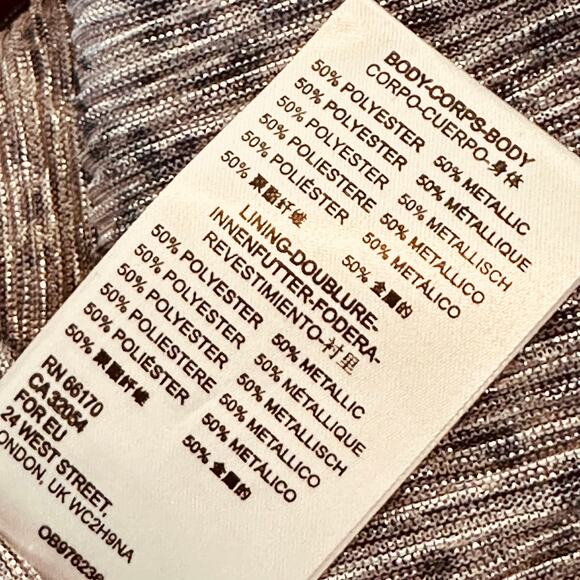 BODY-CORPS-BODY
CORPO-CUERPO-身体
50% POLYESTER 50% METALLIC
50% POLYESTER 50% MÉTALLIQUE
50% POLYESTER 50% METALLISCH
50% POLIESTERE 50% METALLICO
50% POLIÉSTER 50% METÁLICO
50% 聚酯纤维 50% 金属的
LINING-DOUBLURE-
INNENFUTTER-FODERA-
REVESTIMIENTO-衬里
50% POLYESTER 50% METALLIC
50% POLYESTER 50% MÉTALLIQUE
50% POLYESTER 50% METALLISCH
50% POLIESTERE 50% METALLICO
50% POLIÉSTER 50% METÁLICO
50% 聚酯纤维 50% 金属的
RN 66170
CA 32054
FOR EU
24 WEST STREET,
LONDON, UK WC2H9NA